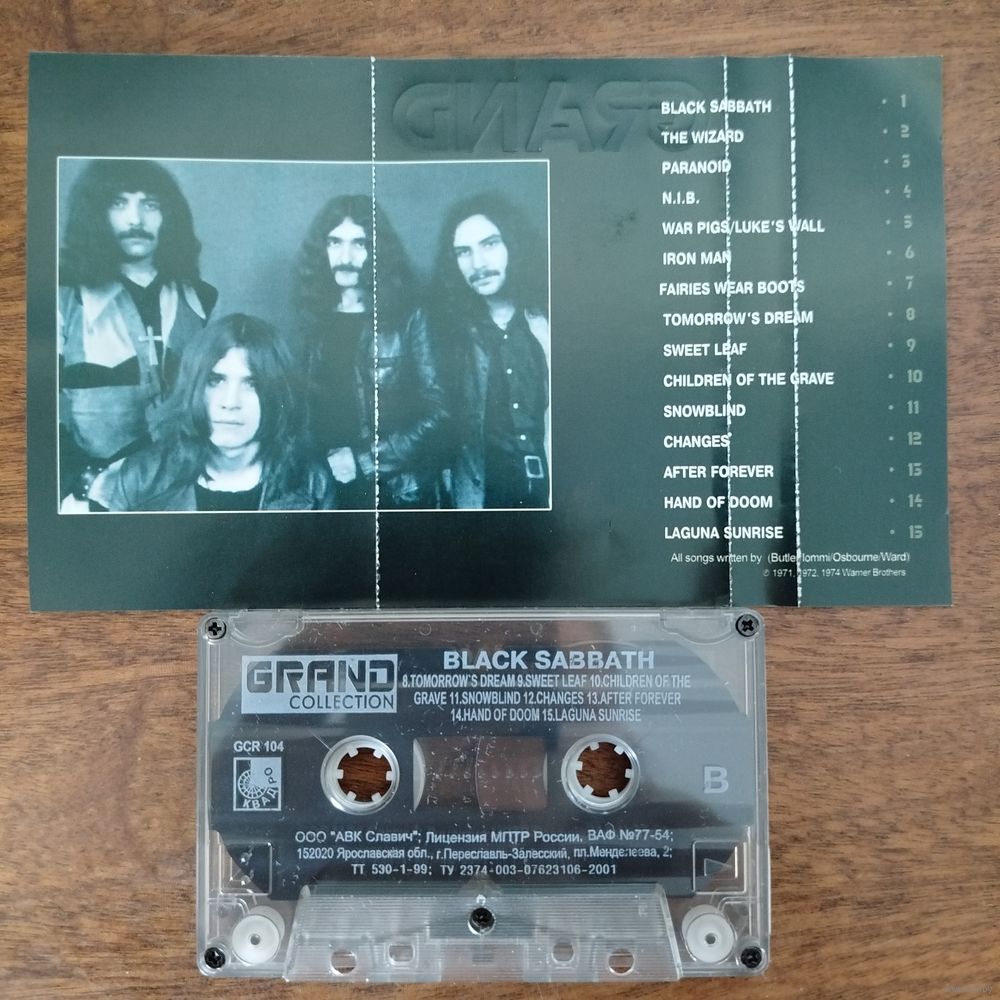 GRAND
BLACK SABBATH • 1
THE WIZARD • 2
PARANOID • 3
N.I.B. • 4
WAR PIGS/LUKE'S WALL • 5
IRON MAN • 6
FAIRIES WEAR BOOTS • 7
TOMORROW'S DREAM • 8
SWEET LEAF • 9
CHILDREN OF THE GRAVE • 10
SNOWBLIND • 11
CHANGES • 12
AFTER FOREVER • 13
HAND OF DOOM • 14
LAGUNA SUNRISE • 15
All songs written by (Butler/Iommi/Osbourne/Ward)
℗ 1971, 1972, 1974 Warner Brothers
GRAND
COLLECTION
BLACK SABBATH
8.TOMORROW'S DREAM 9.SWEET LEAF 10.CHILDREN OF THE
GRAVE 11.SNOWBLIND 12.CHANGES 13.AFTER FOREVER
14.HAND OF DOOM 15.LAGUNA SUNRISE
GCR 104
КВАДРО
B
ООО "АВК Славич"; Лицензия МПТР России, ВАФ №77-54;
152020 Ярославская обл., г.Переславль-Залесский, пл.Менделеева, 2;
ТТ 530-1-99; ТУ 2374-003-07623106-2001